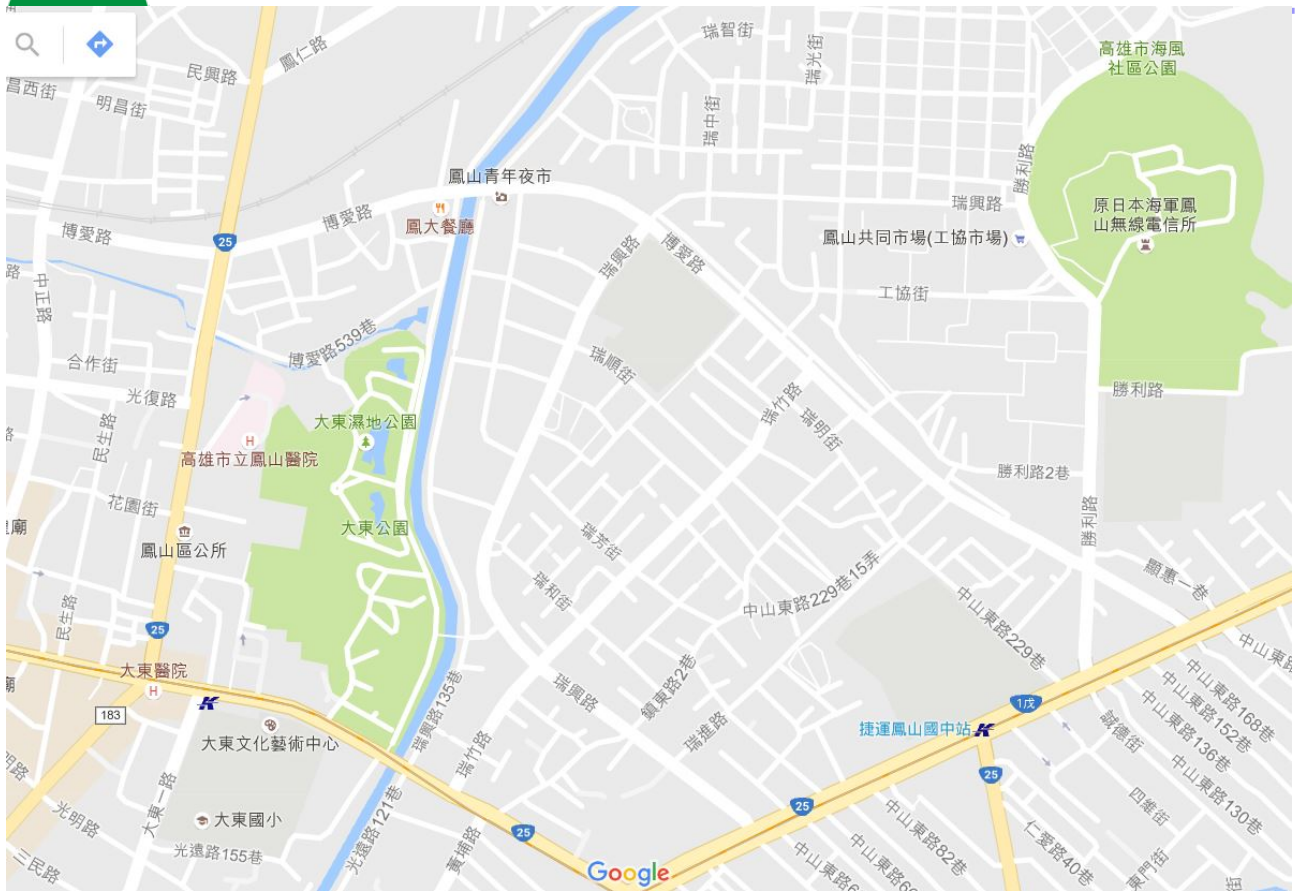 瑞智街
鳳仁路
瑞光街
高雄市海風
社區公園
民興路
昌西街
明昌街
瑞中街
勝利路
鳳山青年夜市
博愛路
鳳大餐廳
瑞興路
原日本海軍鳳
山無線電信所
博愛路
25
瑞興路
博愛路
鳳山共同市場(工協市場)
路
中正路
工協街
博愛路539巷
合作街
瑞順街
光復路
勝利路
瑞竹路
大東濕地公園
瑞明街
民生路
路
H
高雄市立鳳山醫院
勝利路2巷
花園街
大東公園
廟
瑞芳街
勝利路
鳳山區公所
瑞和街
中山東路229巷15弄
顯惠一巷
民生路
中山東路229巷
25
中山東路
大東醫院
H
廟
瑞興路
鎮東路2巷
1戊
183
瑞興路135巷
瑞進路
誠德街
中山東路168巷
中山東路152巷
中山東路136巷
中山東路130巷
捷運鳳山國中站
大東文化藝術中心
瑞竹路
25
明路
四維街
25
光明路
大東一路
大東國小
光遠路121巷
25
中山東路82巷
仁愛路40巷
三民路
光遠路155巷
黃埔路
Google
東門街